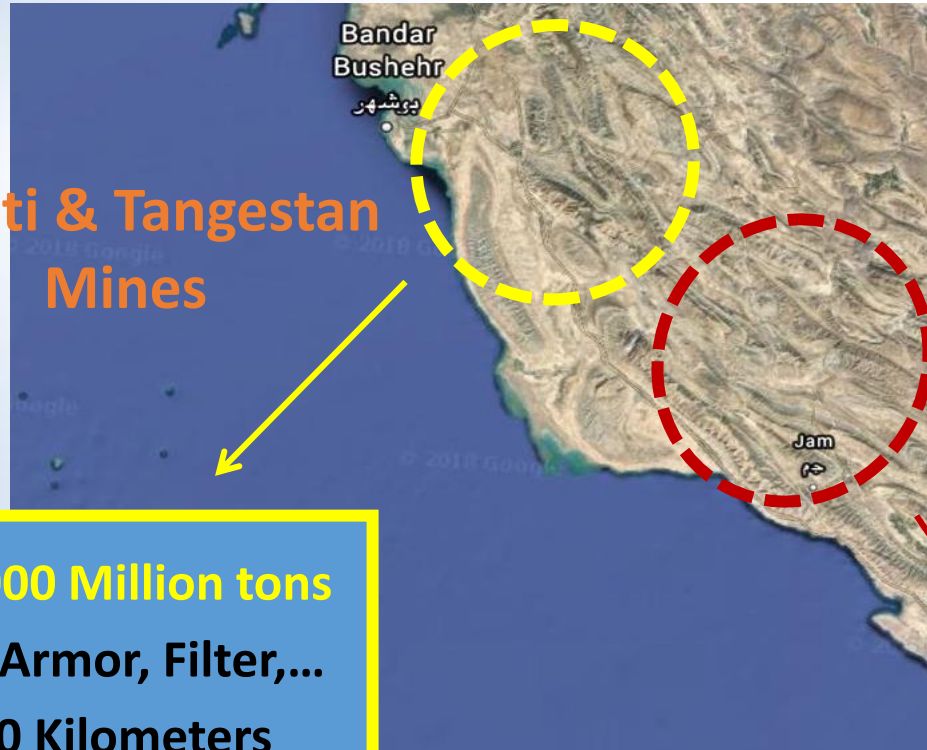 Bandar
Bushehr
بوشهر
ti & Tangestan
Mines
© 2018 Google
© 2018 G
oogle
© 2018 Google
Jam
جم
00 Million tons
Armor, Filter,...
0 Kilometers